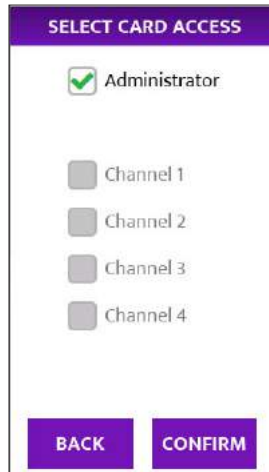 SELECT CARD ACCESS
Administrator
Channel 1
Channel 2
Channel 3
Channel 4
BACK CONFIRM